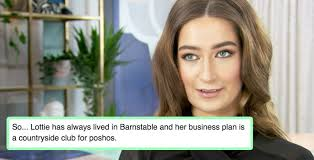 So... Lottie has always lived in Barnstable and her business plan is
a countryside club for poshos.